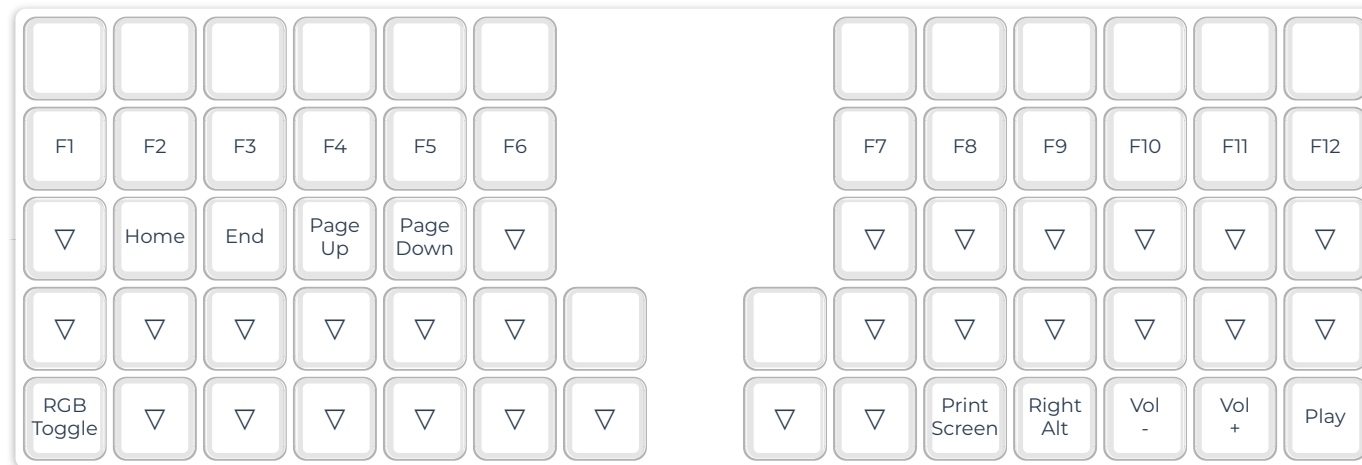 F1 F2 F3 F4 F5 F6 F7 F8 F9 F10 F11 F12
▽ Home End Page Up Page Down ▽ ▽ ▽ ▽ ▽ ▽ ▽
▽ ▽ ▽ ▽ ▽ ▽ ▽ ▽ ▽ ▽ ▽ ▽
RGB Toggle ▽ ▽ ▽ ▽ ▽ ▽ ▽ ▽ Print Screen Right Alt Vol - Vol + Play